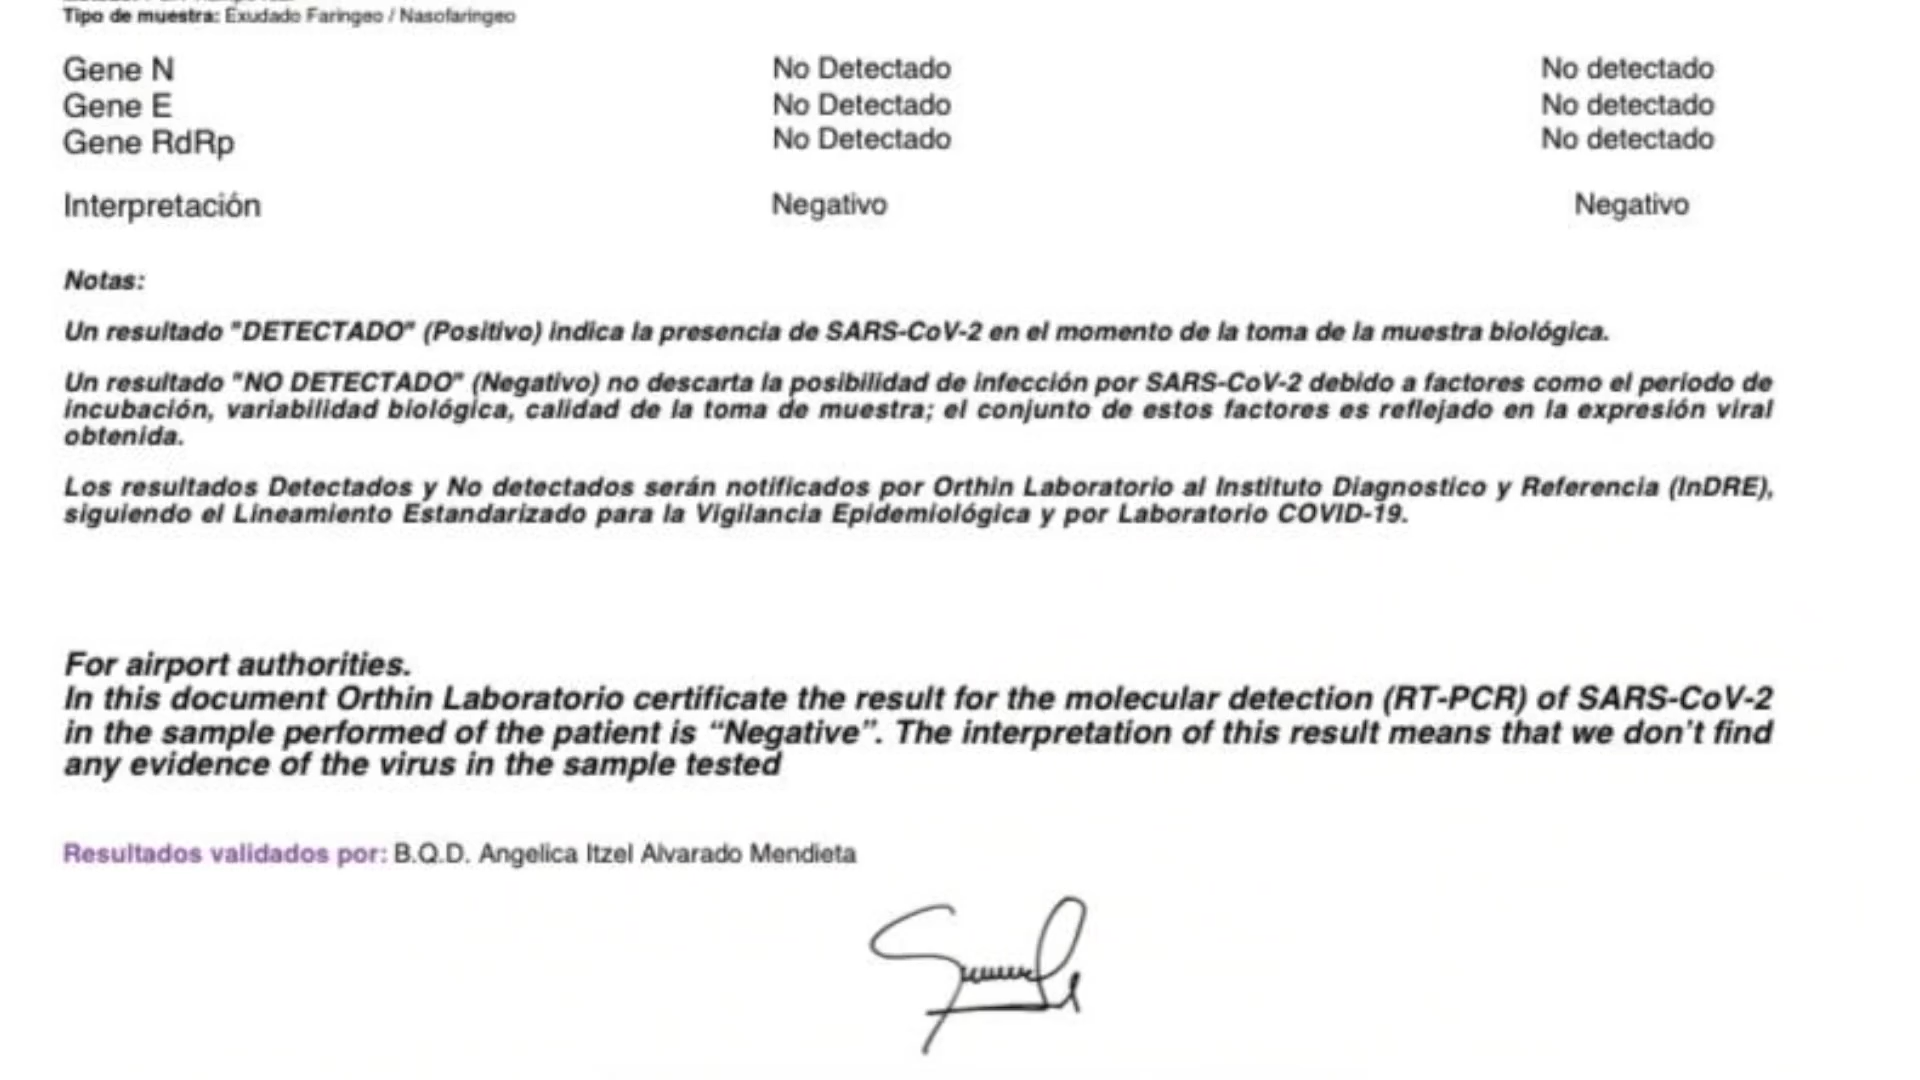 Tipo de muestra: Exudado Faringeo / Nasofaringeo
Gene N No Detectado No detectado
Gene E No Detectado No detectado
Gene RdRp No Detectado No detectado
Interpretación Negativo Negativo
Notas:
Un resultado "DETECTADO" (Positivo) indica la presencia de SARS-CoV-2 en el momento de la toma de la muestra biológica.
Un resultado "NO DETECTADO" (Negativo) no descarta la posibilidad de infección por SARS-CoV-2 debido a factores como el periodo de
incubación, variabilidad biológica, calidad de la toma de muestra; el conjunto de estos factores es reflejado en la expresión viral
obtenida.
Los resultados Detectados y No detectados serán notificados por Orthin Laboratorio al Instituto Diagnostico y Referencia (InDRE),
siguiendo el Lineamiento Estandarizado para la Vigilancia Epidemiológica y por Laboratorio COVID-19.
For airport authorities.
In this document Orthin Laboratorio certificate the result for the molecular detection (RT-PCR) of SARS-CoV-2
in the sample performed of the patient is “Negative”. The interpretation of this result means that we don't find
any evidence of the virus in the sample tested
Resultados validados por: B.Q.D. Angelica Itzel Alvarado Mendieta